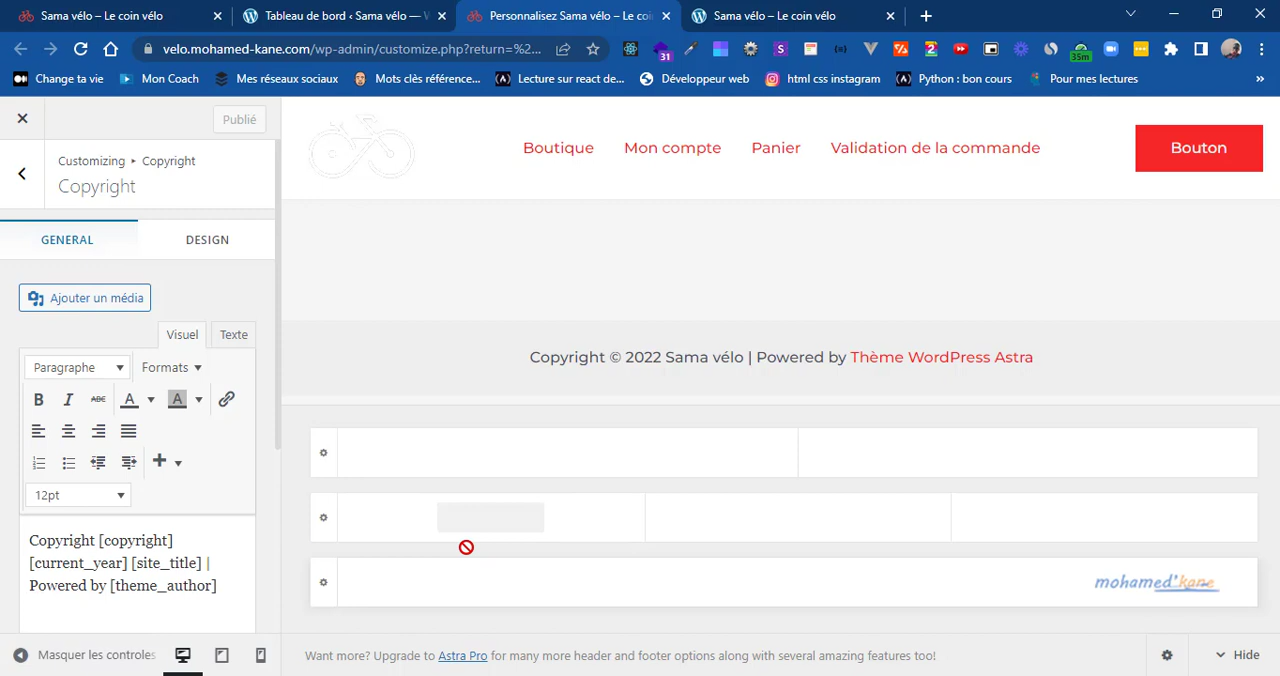 Sama vélo – Le coin vélo
Tableau de bord ‹ Sama vélo —
Personnalisez Sama vélo – Le coi
Sama vélo – Le coin vélo
velo.mohamed-kane.com/wp-admin/customize.php?return=%2...
31
35m
Change ta vie
Mon Coach
Mes réseaux sociaux
Mots clés référence...
Lecture sur react de...
Développeur web
html css instagram
Python : bon cours
Pour mes lectures
»
Publié
Customizing ▸ Copyright
Copyright
GENERAL
DESIGN
Ajouter un média
Visuel
Texte
Paragraphe
Formats
B I ABC A A
12pt
Copyright [copyright]
[current_year] [site_title] |
Powered by [theme_author]
Masquer les controles
Boutique
Mon compte
Panier
Validation de la commande
Bouton
Copyright © 2022 Sama vélo | Powered by Thème WordPress Astra
mohamed'kane
Want more? Upgrade to Astra Pro for many more header and footer options along with several amazing features too!
Hide